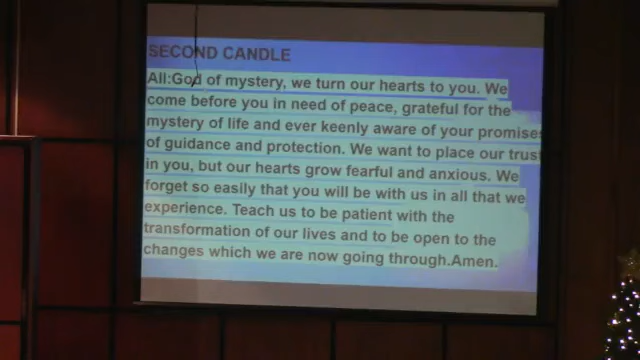 SECOND CANDLE
All:God of mystery, we turn our hearts to you. We
come before you in need of peace, grateful for the
mystery of life and ever keenly aware of your promises
of guidance and protection. We want to place our trust
in you, but our hearts grow fearful and anxious. We
forget so easily that you will be with us in all that we
experience. Teach us to be patient with the
transformation of our lives and to be open to the
changes which we are now going through.Amen.